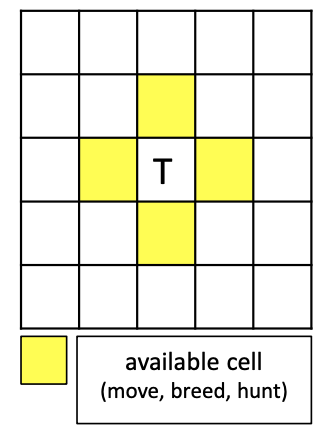 T
available cell
(move, breed, hunt)